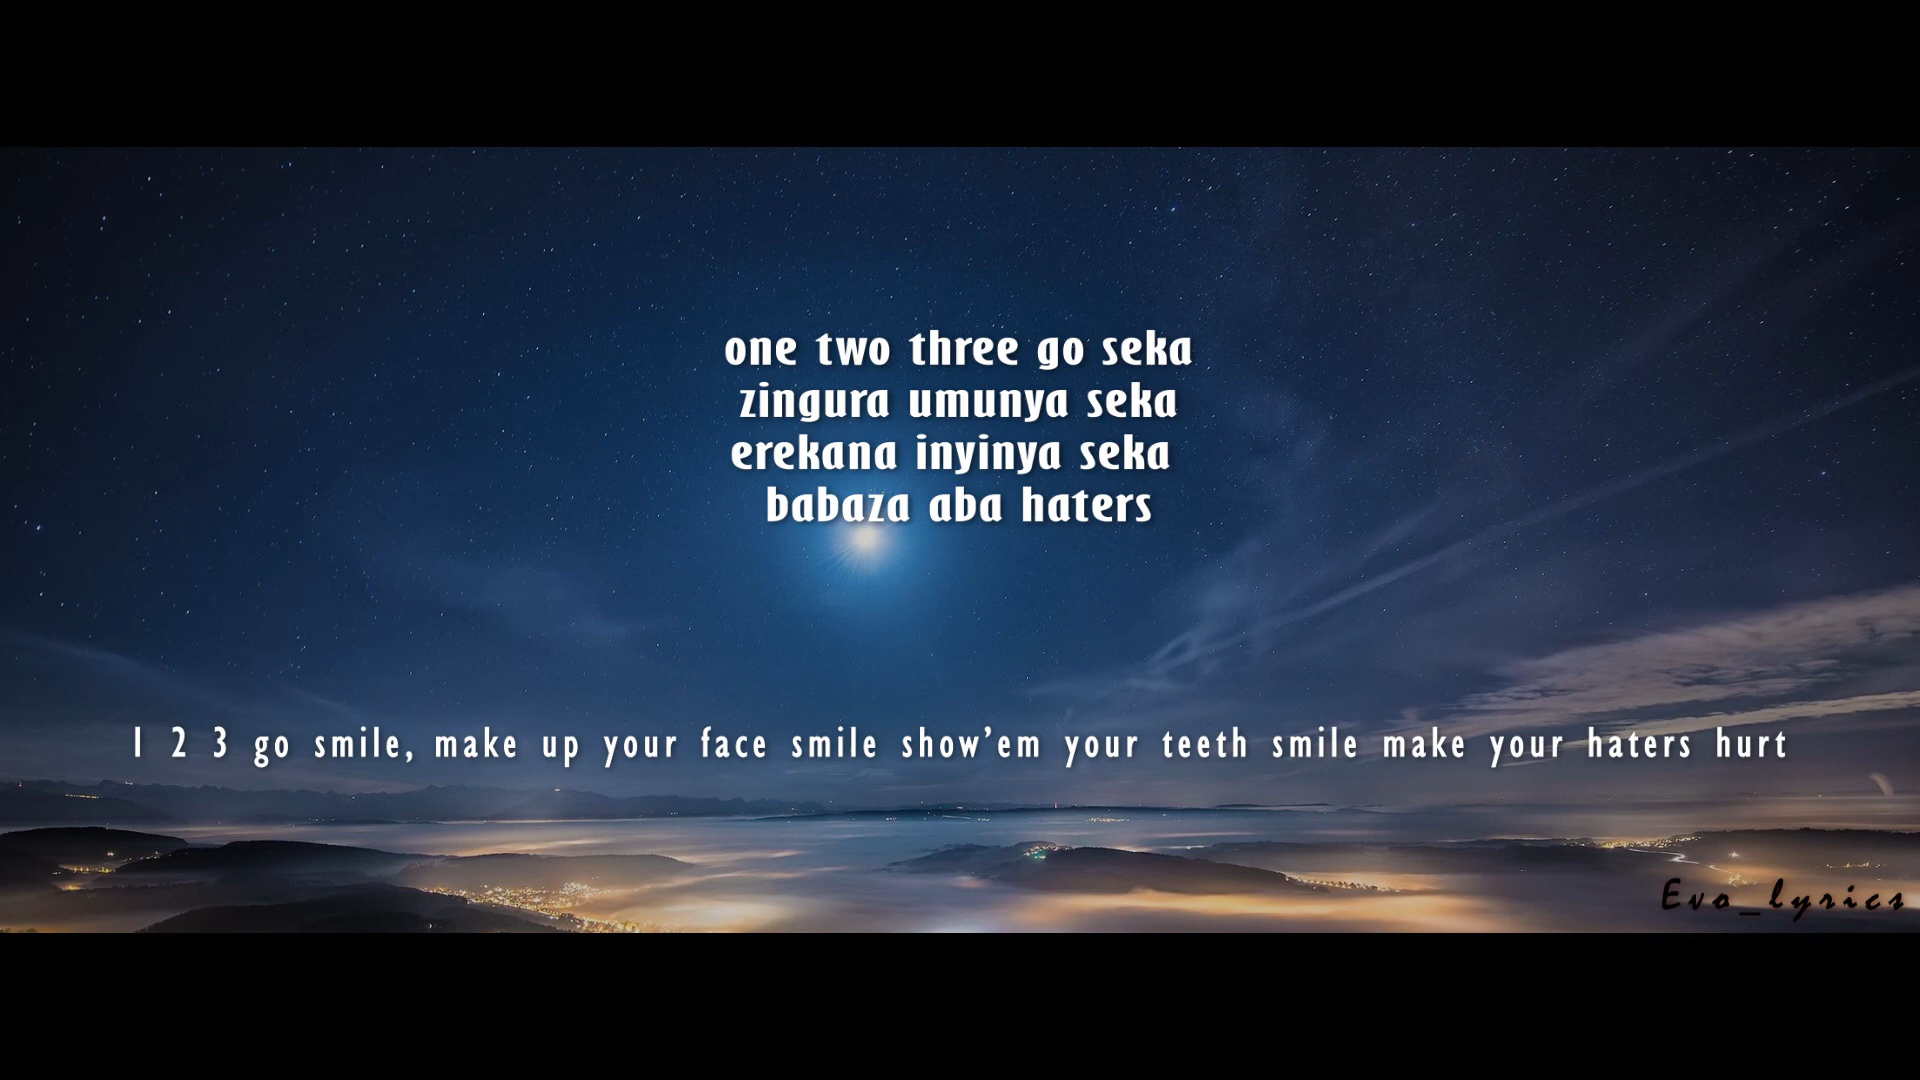 one two three go seka
zingura umunya seka
erekana inyinya seka
babaza aba haters
1 2 3 go smile, make up your face smile show'em your teeth smile make your haters hurt
Evo_lyrics